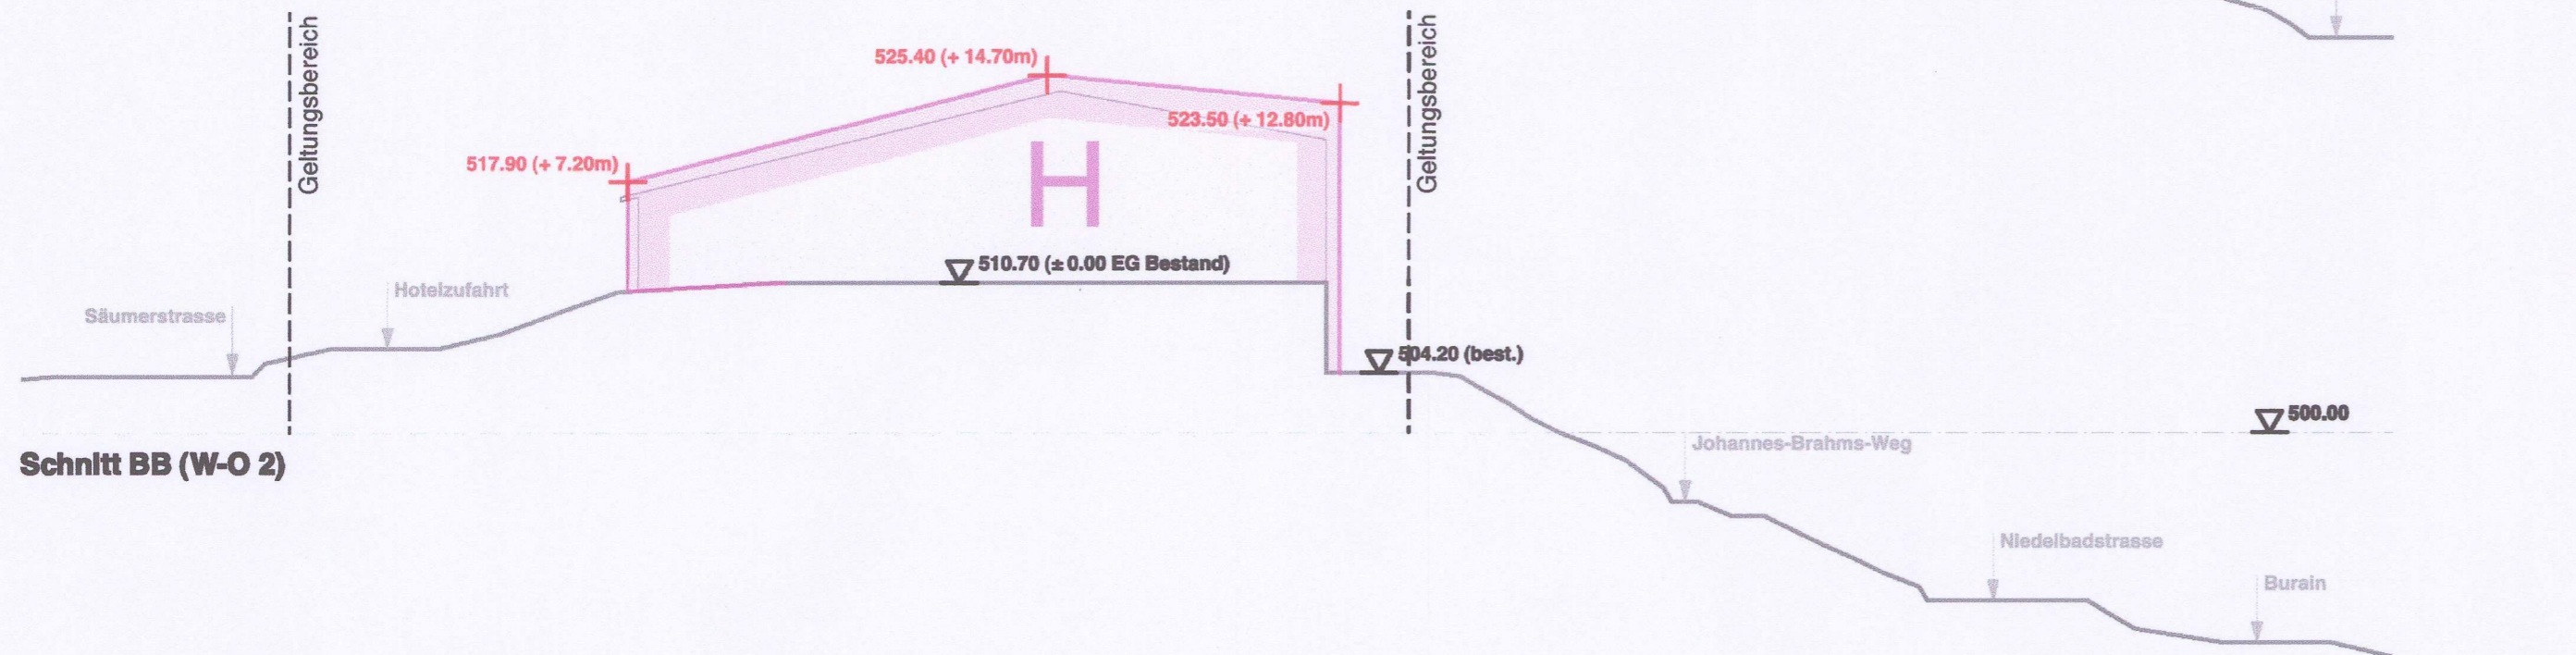 Geltungsbereich
Geltungsbereich
525.40 (+ 14.70m)
523.50 (+ 12.80m)
517.90 (+ 7.20m)
H
510.70 (± 0.00 EG Bestand)
Hotelzufahrt
Säumerstrasse
504.20 (best.)
500.00
Johannes-Brahms-Weg
Schnitt BB (W-O 2)
Nidelbadstrasse
Burain